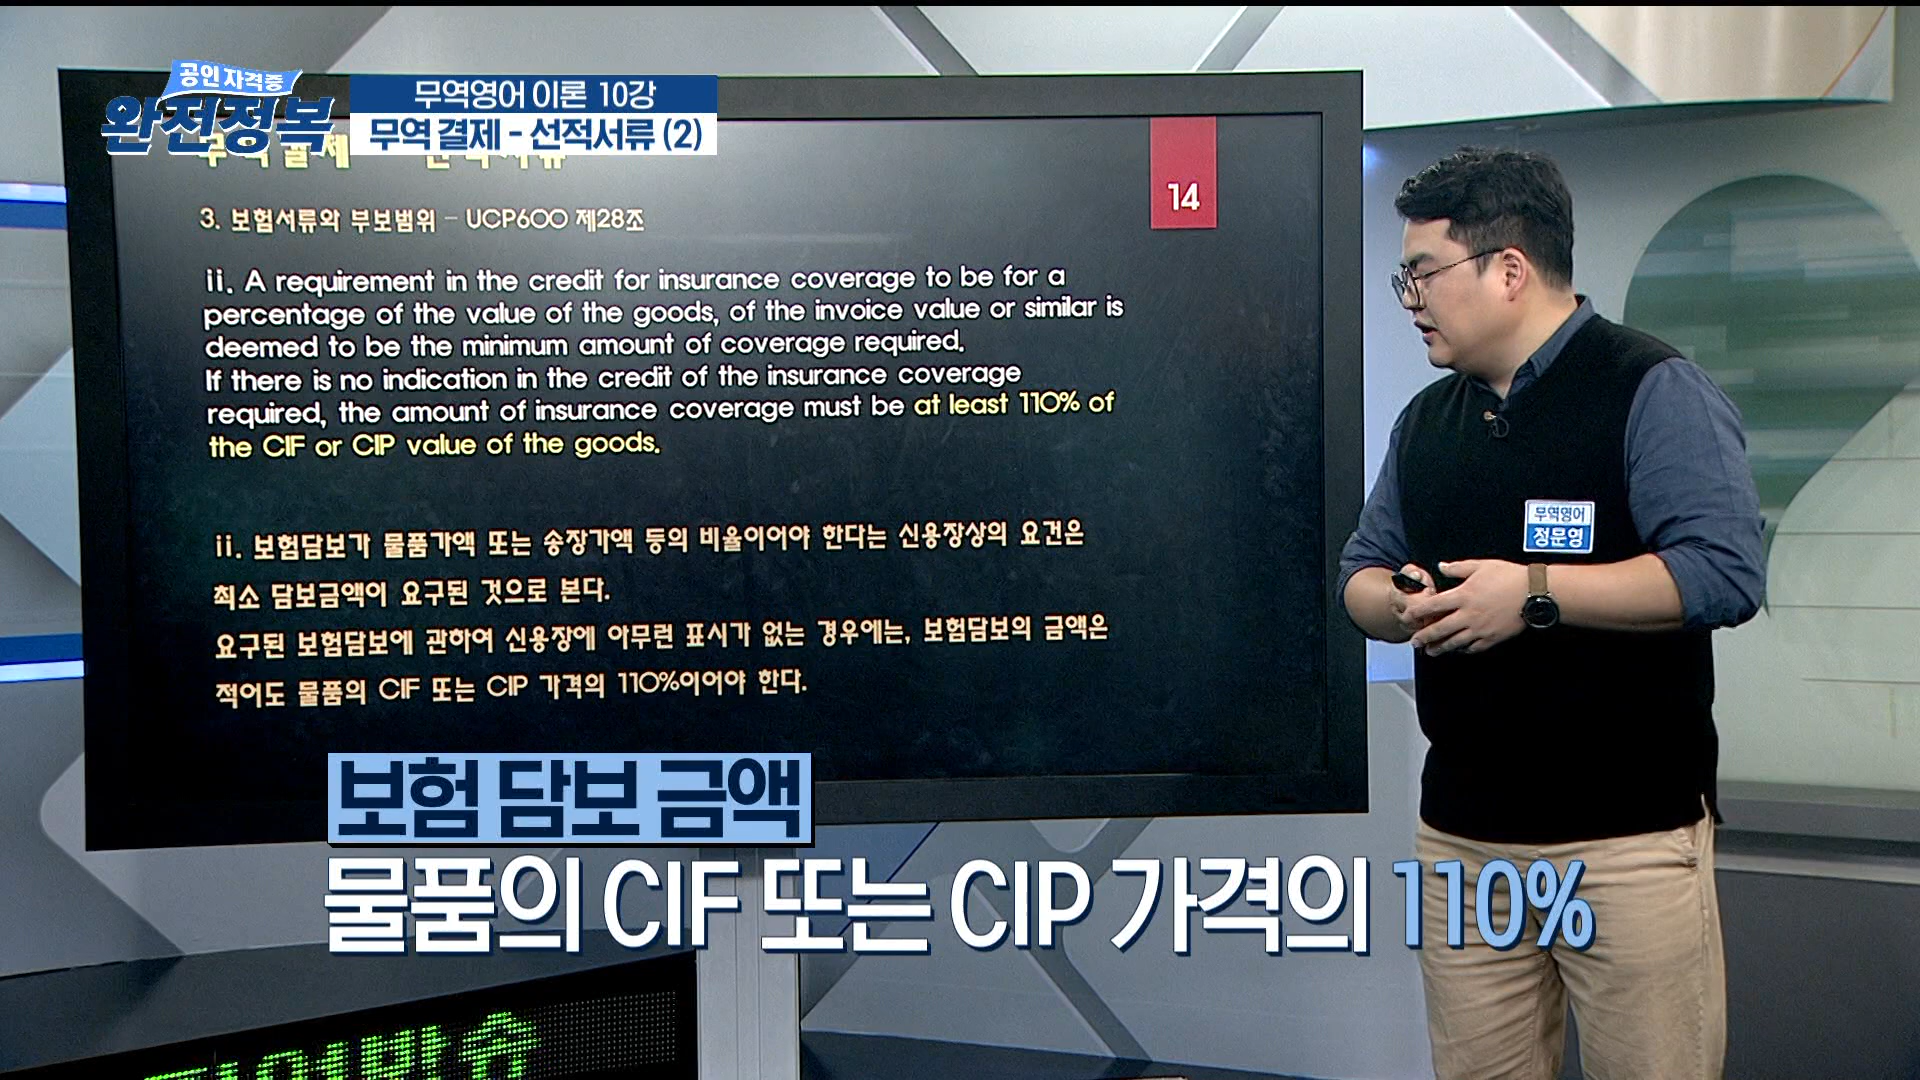 공인 자격증
완전정복
무역영어 이론 10강
무역 결제 - 선적서류 (2)
14
3. 보험서류와 부보범위 - UCP600 제28조
ii. A requirement in the credit for insurance coverage to be for a
percentage of the value of the goods, of the invoice value or similar is
deemed to be the minimum amount of coverage required.
If there is no indication in the credit of the insurance coverage
required, the amount of insurance coverage must be at least 110% of
the CIF or CIP value of the goods.
ii. 보험담보가 물품가액 또는 송장가액 등의 비율이어야 한다는 신용장상의 요건은
최소 담보금액이 요구된 것으로 본다.
요구된 보험담보에 관하여 신용장에 아무런 표시가 없는 경우에는, 보험담보의 금액은
적어도 물품의 CIF 또는 CIP 가격의 110%이어야 한다.
무역영어
정문영
보험 담보 금액
물품의 CIF 또는 CIP 가격의 110%